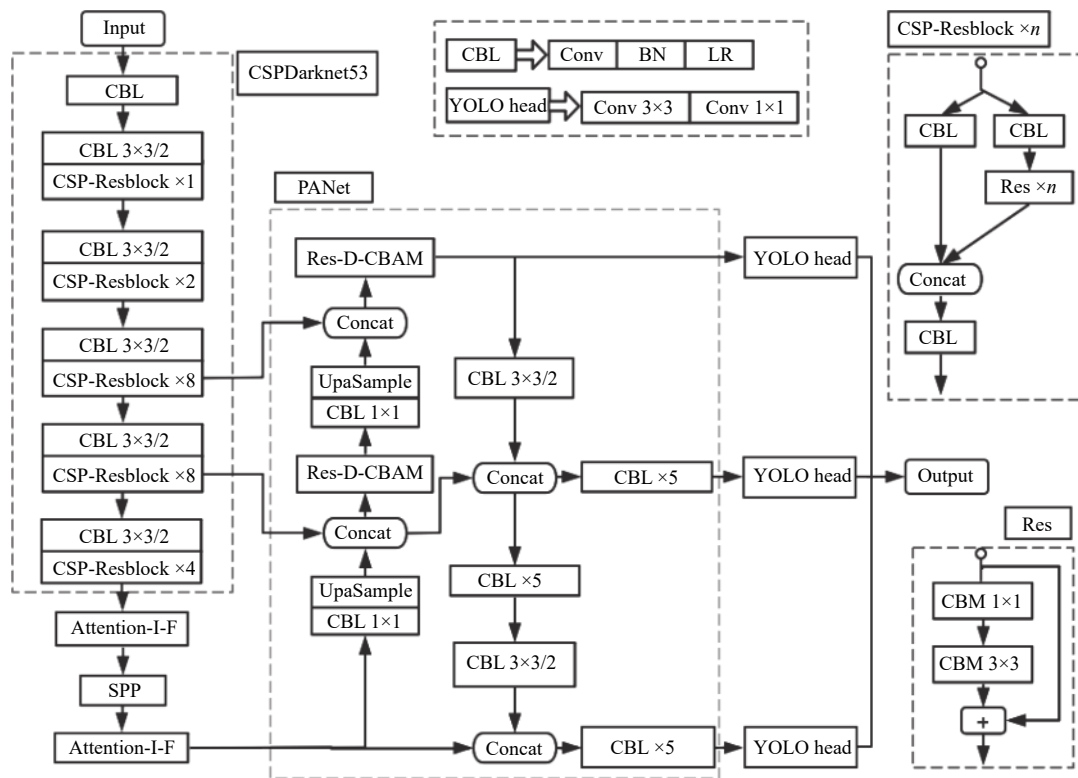 Input
CSPDarknet53
CBL
CBL 3×3/2
CSP-Resblock ×1
CBL 3×3/2
CSP-Resblock ×2
CBL 3×3/2
CSP-Resblock ×8
CBL 3×3/2
CSP-Resblock ×8
CBL 3×3/2
CSP-Resblock ×4
Attention-I-F
SPP
Attention-I-F
CBL
Conv
BN
LR
YOLO head
Conv 3×3
Conv 1×1
PANet
Res-D-CBAM
Concat
UpaSample
CBL 1×1
Res-D-CBAM
Concat
UpaSample
CBL 1×1
CBL 3×3/2
Concat
CBL ×5
CBL ×5
CBL 3×3/2
Concat
CBL ×5
YOLO head
YOLO head
YOLO head
Output
CSP-Resblock ×n
CBL
CBL
Res ×n
Concat
CBL
Res
CBM 1×1
CBM 3×3
+